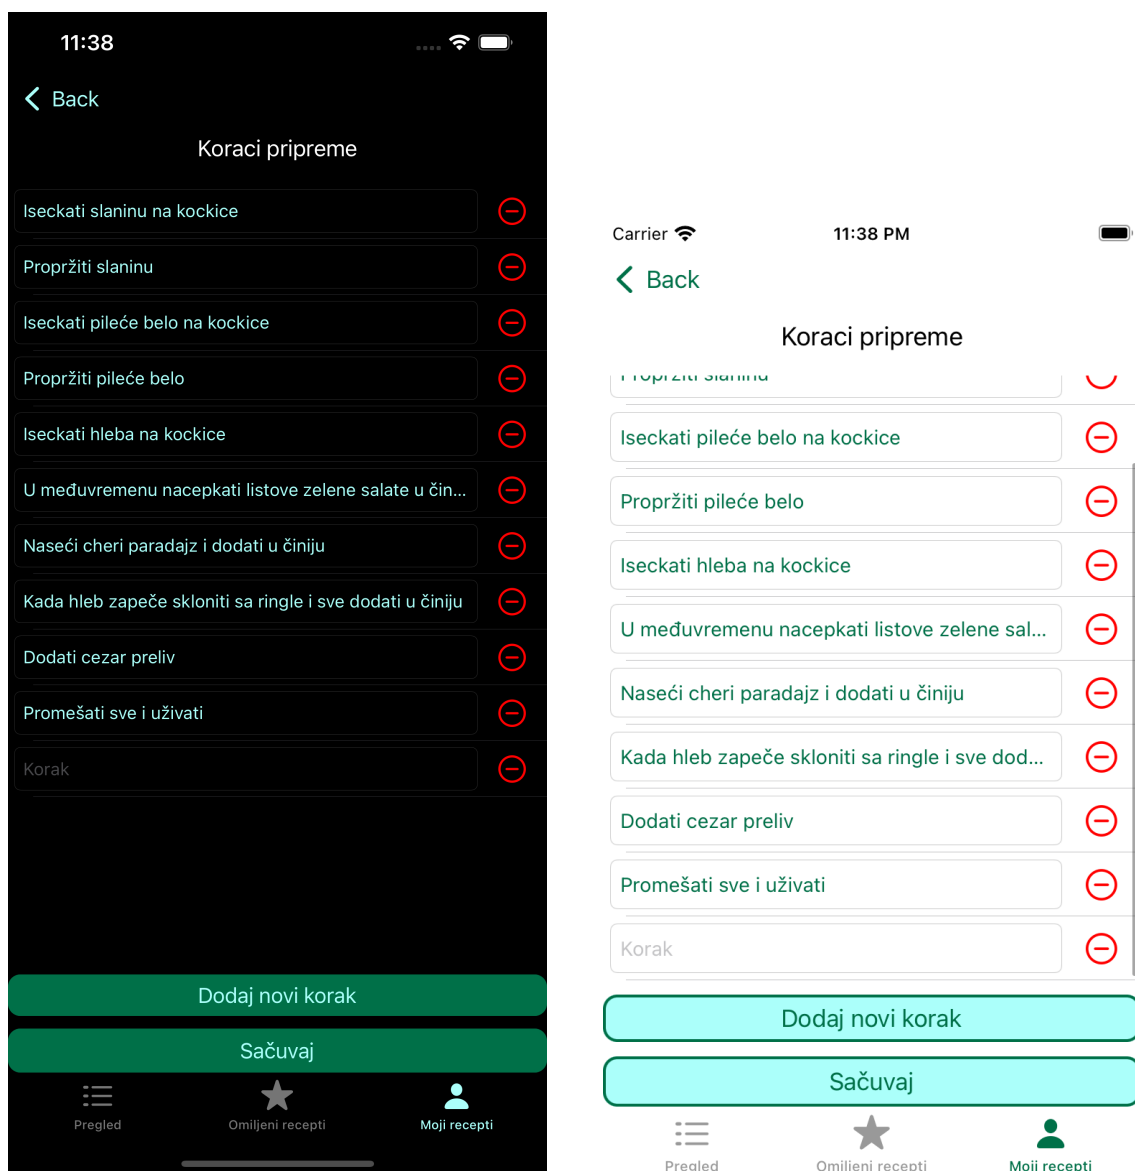 11:38
Back
Koraci pripreme
Iseckati slaninu na kockice
Propržiti slaninu
Iseckati pileće belo na kockice
Propržiti pileće belo
Iseckati hleba na kockice
U međuvremenu nacepkati listove zelene salate u čin...
Naseći cheri paradajz i dodati u činiju
Kada hleb zapeče skloniti sa ringle i sve dodati u činiju
Dodati cezar preliv
Promešati sve i uživati
Korak
Dodaj novi korak
Sačuvaj
Pregled
Omiljeni recepti
Moji recepti
Carrier
11:38 PM
Back
Koraci pripreme
Propržiti slaninu
Iseckati pileće belo na kockice
Propržiti pileće belo
Iseckati hleba na kockice
U međuvremenu nacepkati listove zelene sal...
Naseći cheri paradajz i dodati u činiju
Kada hleb zapeče skloniti sa ringle i sve dod...
Dodati cezar preliv
Promešati sve i uživati
Korak
Dodaj novi korak
Sačuvaj
Pregled
Omiljeni recepti
Moji recepti